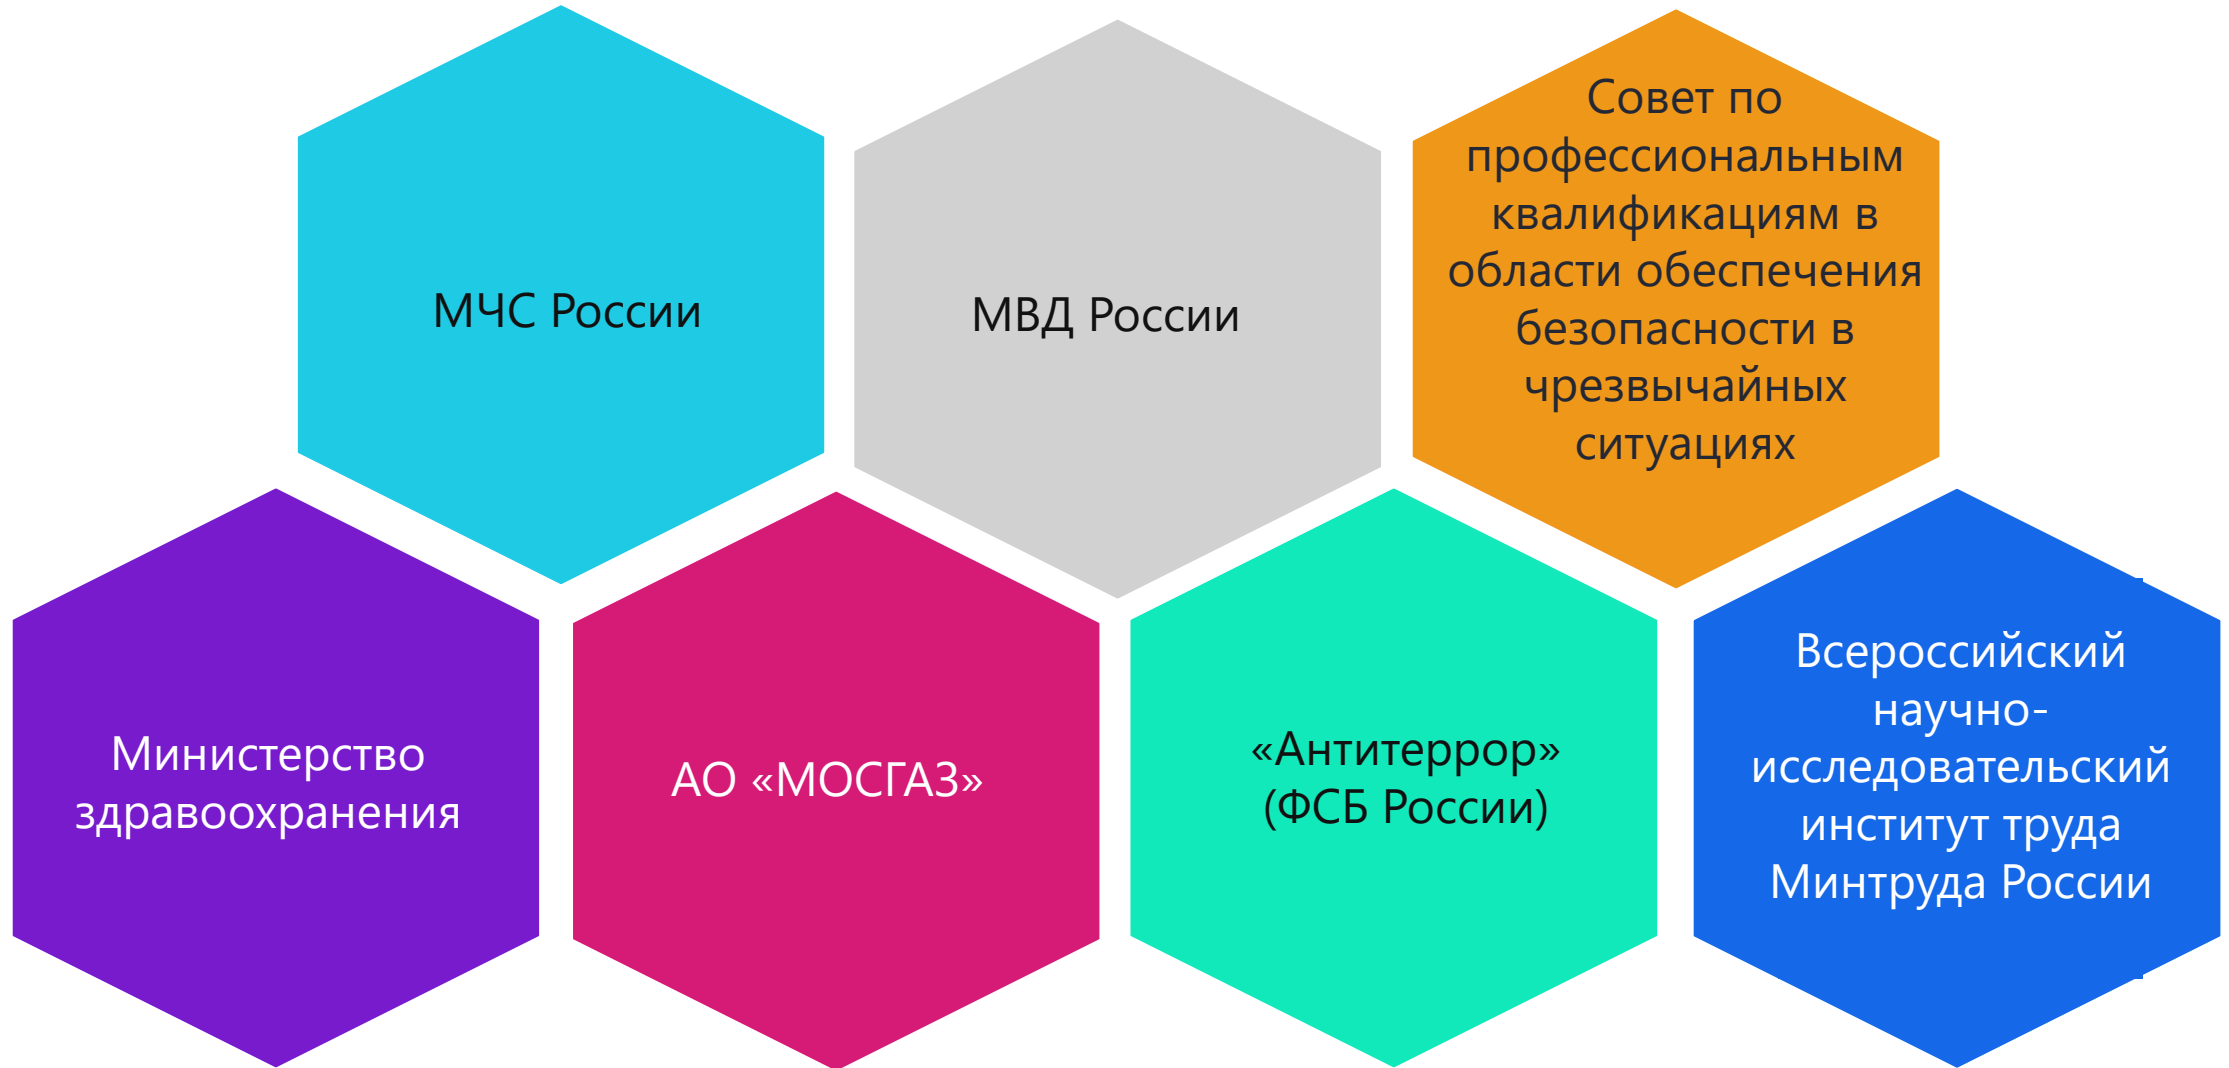 МЧС России
МВД России
Совет по
профессиональным
квалификациям в
области обеспечения
безопасности в
чрезвычайных
ситуациях
Министерство
здравоохранения
АО «МОСГАЗ»
«Антитеррор»
(ФСБ России)
Всероссийский
научно-
исследовательский
институт труда
Минтруда России